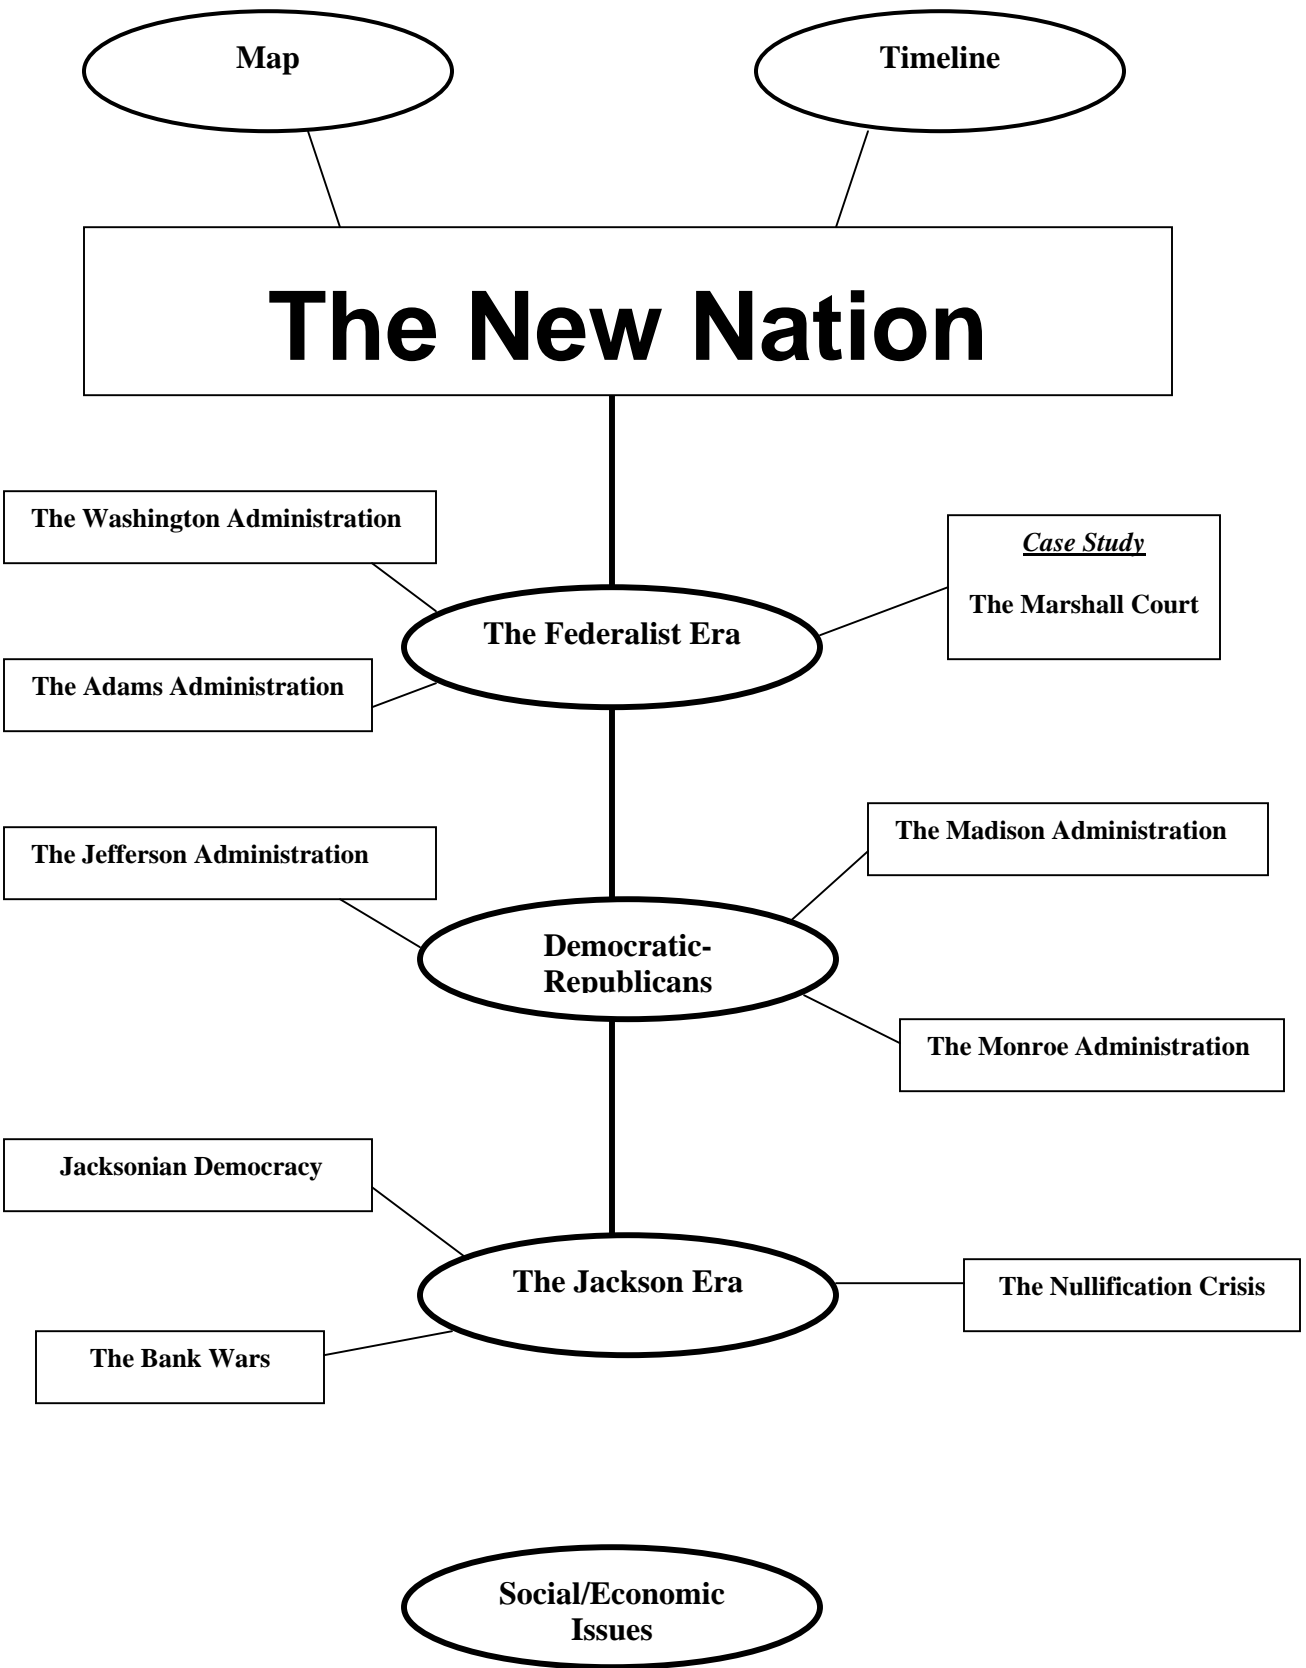 Map
Timeline
The New Nation
The Washington Administration
Case Study
The Marshall Court
The Federalist Era
The Adams Administration
The Jefferson Administration
The Madison Administration
Democratic-
Republicans
The Monroe Administration
Jacksonian Democracy
The Jackson Era
The Nullification Crisis
The Bank Wars
Social/Economic
Issues